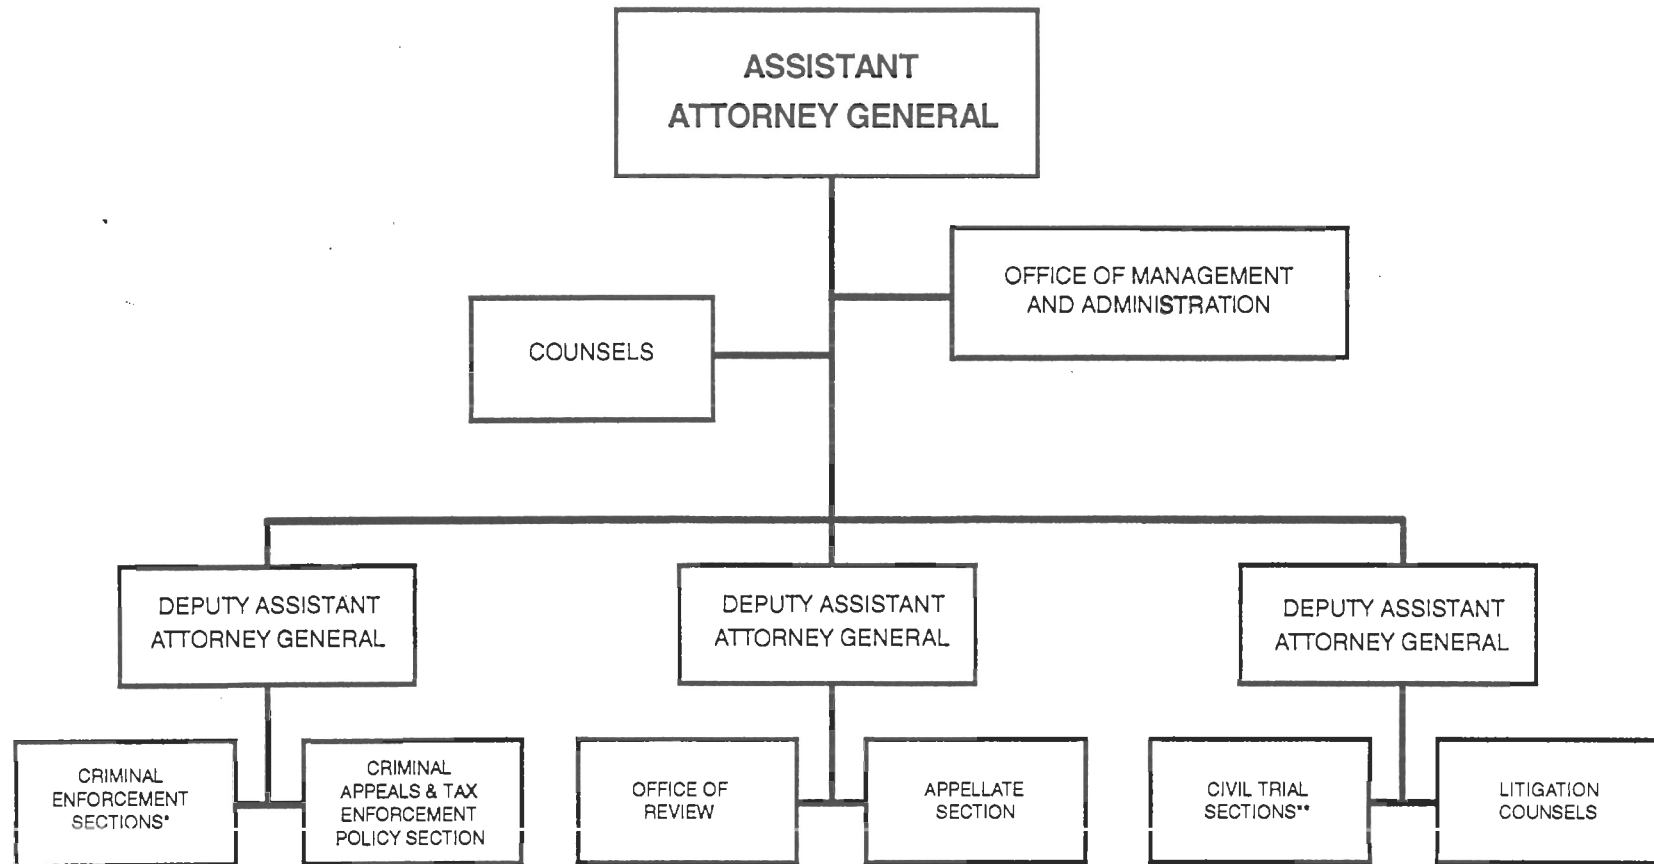 ASSISTANT
ATTORNEY GENERAL
OFFICE OF MANAGEMENT
AND ADMINISTRATION
COUNSELS
DEPUTY ASSISTANT
ATTORNEY GENERAL
DEPUTY ASSISTANT
ATTORNEY GENERAL
DEPUTY ASSISTANT
ATTORNEY GENERAL
CRIMINAL
ENFORCEMENT
SECTIONS*
CRIMINAL
APPEALS & TAX
ENFORCEMENT
POLICY SECTION
OFFICE OF
REVIEW
APPELLATE
SECTION
CIVIL TRIAL
SECTIONS**
LITIGATION
COUNSELS